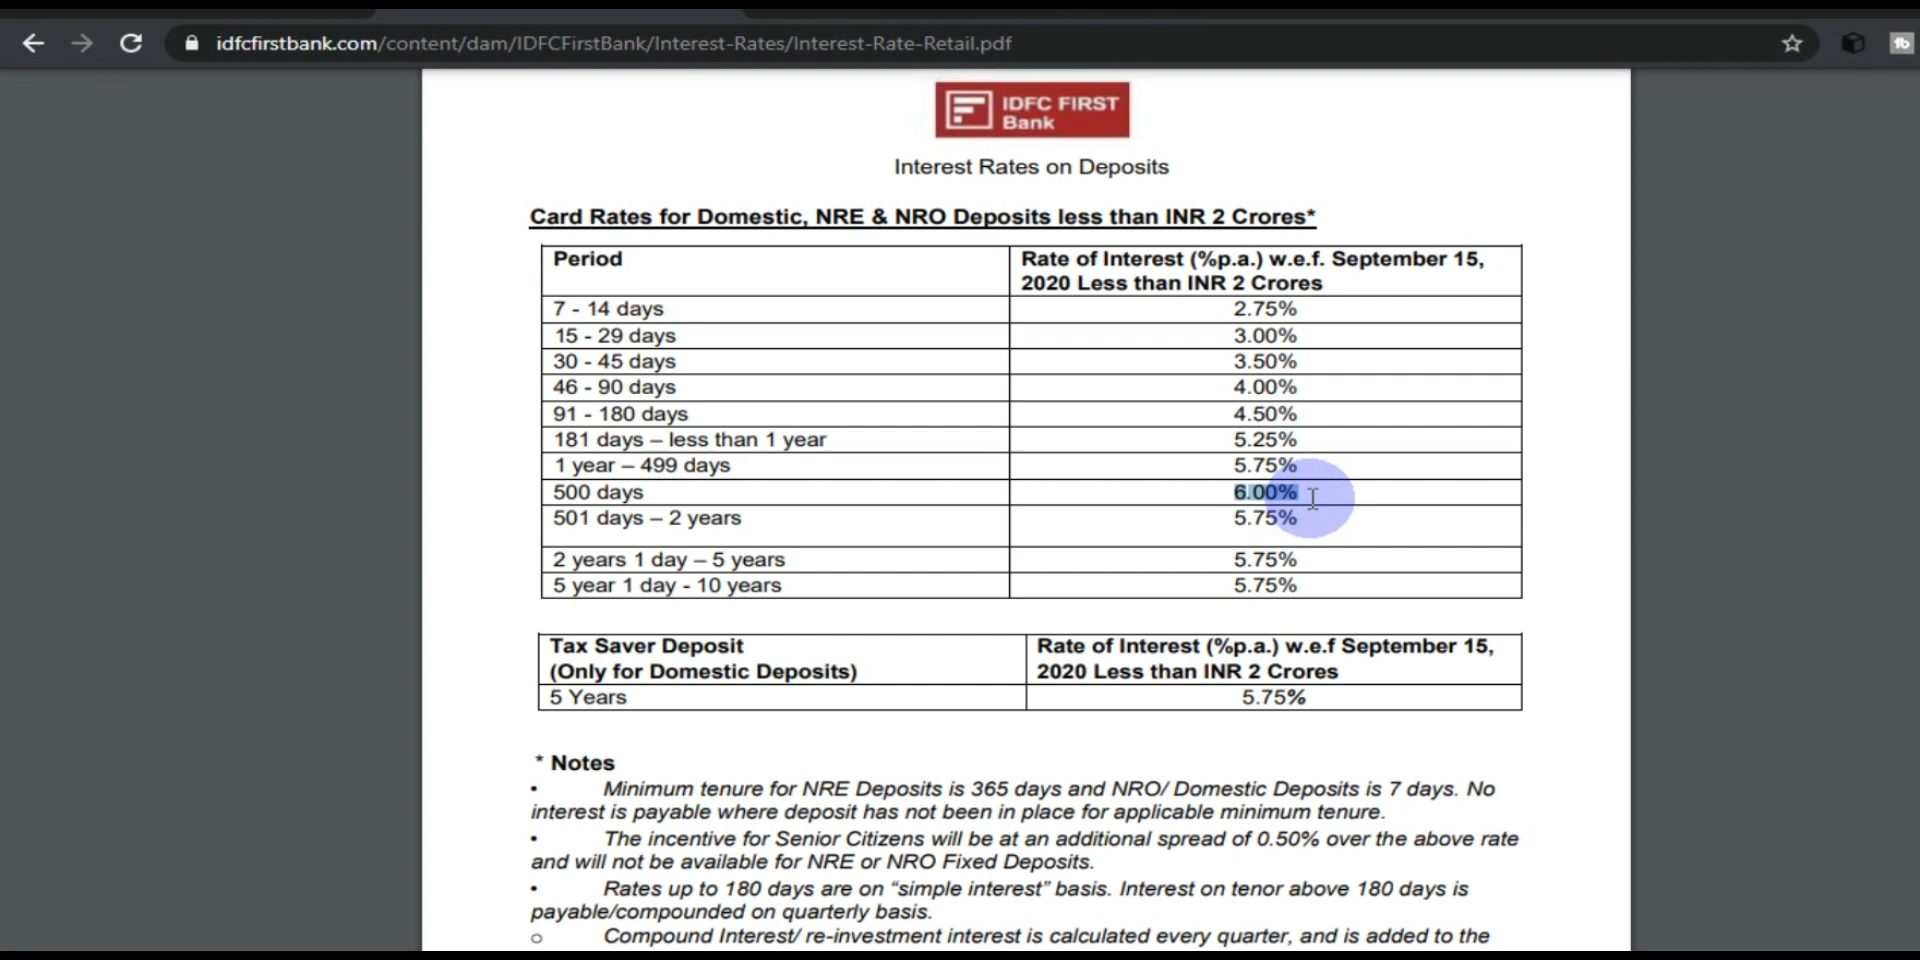 idfcfirstbank.com/content/dam/IDFCFirstBank/Interest-Rates/Interest-Rate-Retail.pdf
tb
IDFC FIRST
Bank
Interest Rates on Deposits
Card Rates for Domestic, NRE & NRO Deposits less than INR 2 Crores*
Period Rate of Interest (%p.a.) w.e.f. September 15,
2020 Less than INR 2 Crores
7 - 14 days 2.75%
15 - 29 days 3.00%
30 - 45 days 3.50%
46 - 90 days 4.00%
91 - 180 days 4.50%
181 days – less than 1 year 5.25%
1 year – 499 days 5.75%
500 days 6.00%
501 days – 2 years 5.75%
2 years 1 day – 5 years 5.75%
5 year 1 day - 10 years 5.75%
Tax Saver Deposit Rate of Interest (%p.a.) w.e.f September 15,
(Only for Domestic Deposits) 2020 Less than INR 2 Crores
5 Years 5.75%
* Notes
• Minimum tenure for NRE Deposits is 365 days and NRO/ Domestic Deposits is 7 days. No
interest is payable where deposit has not been in place for applicable minimum tenure.
• The incentive for Senior Citizens will be at an additional spread of 0.50% over the above rate
and will not be available for NRE or NRO Fixed Deposits.
• Rates up to 180 days are on “simple interest” basis. Interest on tenor above 180 days is
payable/compounded on quarterly basis.
o Compound Interest/ re-investment interest is calculated every quarter, and is added to the